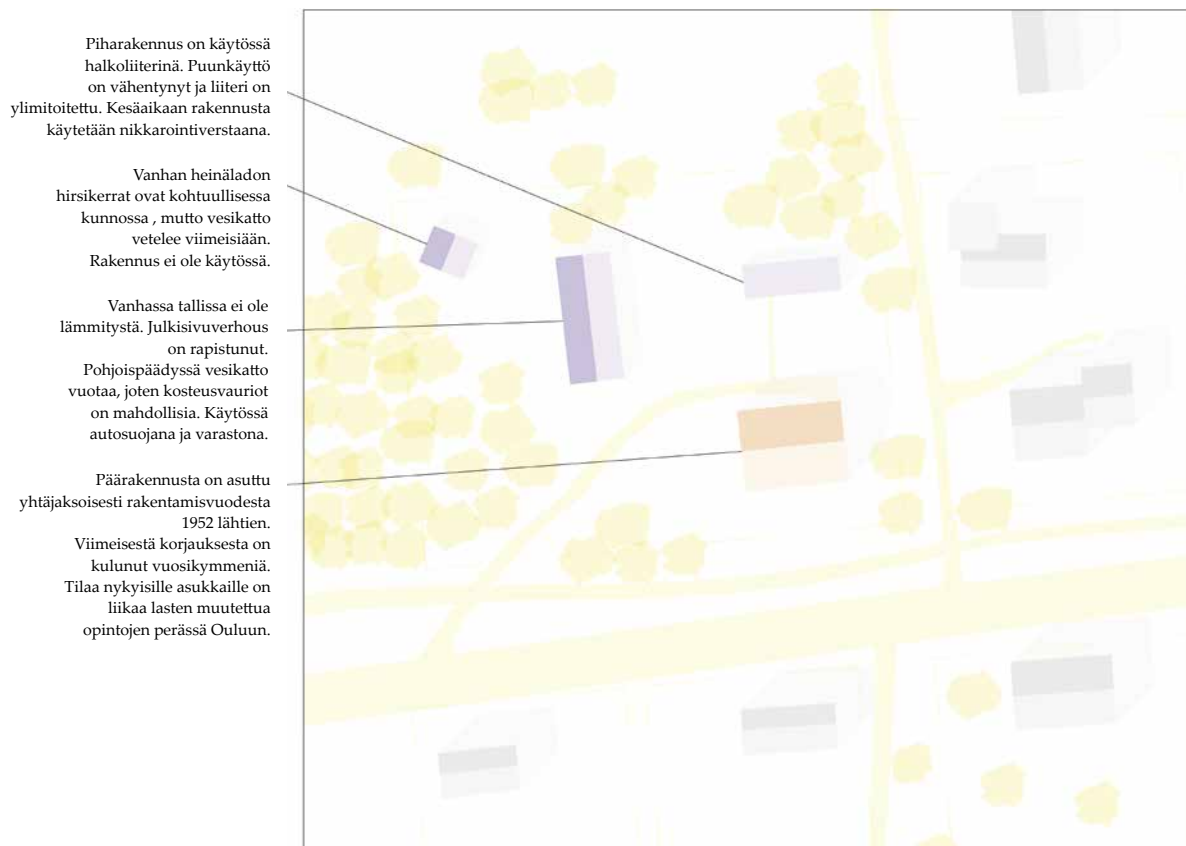 Piharakennus on käytössä
halkoliiterinä. Puunkäyttö
on vähentynyt ja liiteri on
ylimitoitettu. Kesäaikaan rakennusta
käytetään nikkarointiverstaana.
Vanhan heinäladon
hirsikerrat ovat kohtuullisessa
kunnossa , mutto vesikatto
vetelee viimeisiään.
Rakennus ei ole käytössä.
Vanhassa tallissa ei ole
lämmitystä. Julkisivuverhous
on rapistunut.
Pohjoispäädyssä vesikatto
vuotaa, joten kosteusvauriot
on mahdollisia. Käytössä
autosuojana ja varastona.
Päärakennusta on asuttu
yhtäjaksoisesti rakentamisvuodesta
1952 lähtien.
Viimeisestä korjauksesta on
kulunut vuosikymmeniä.
Tilaa nykyisille asukkaille on
liikaa lasten muutettua
opintojen perässä Ouluun.